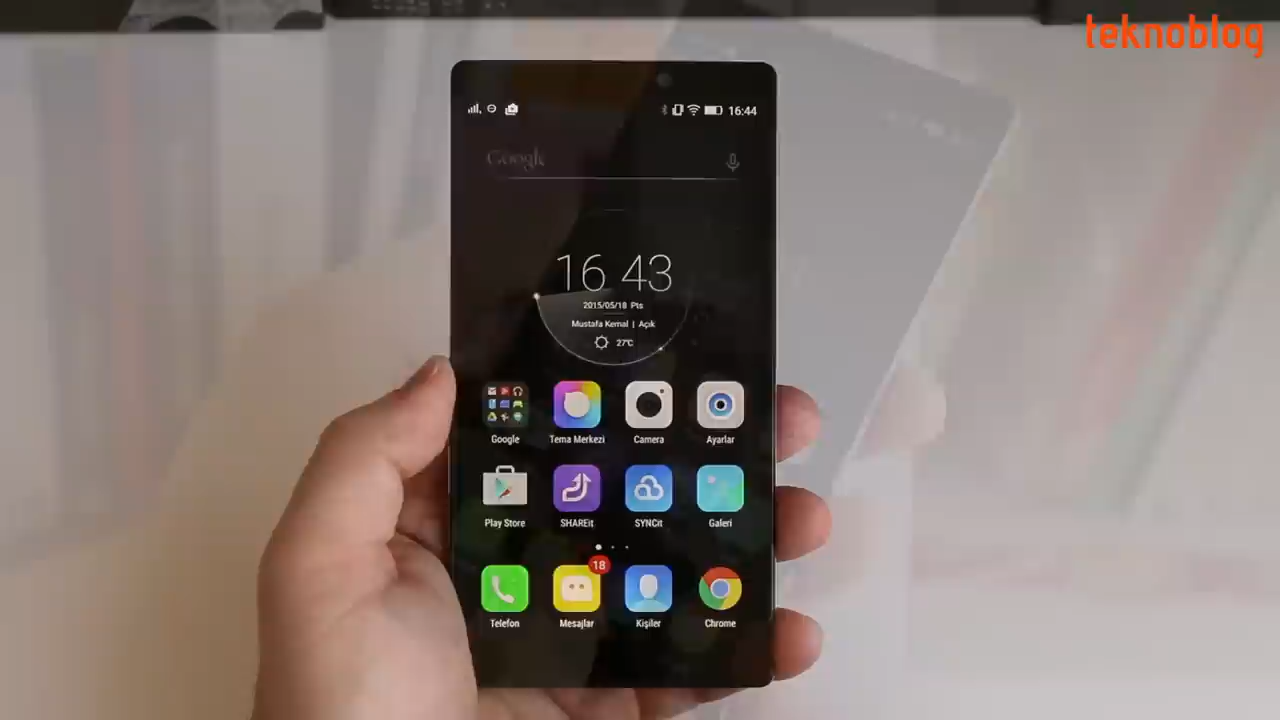 teknoblog
16:44
Google
16 43
2015/05/18 Pts
Mustafa Kemal | Açık
27°C
Google Tema Merkezi Camera Ayarlar
Play Store SHAREit SYNCit Galeri
18
Telefon Mesajlar Kişiler Chrome